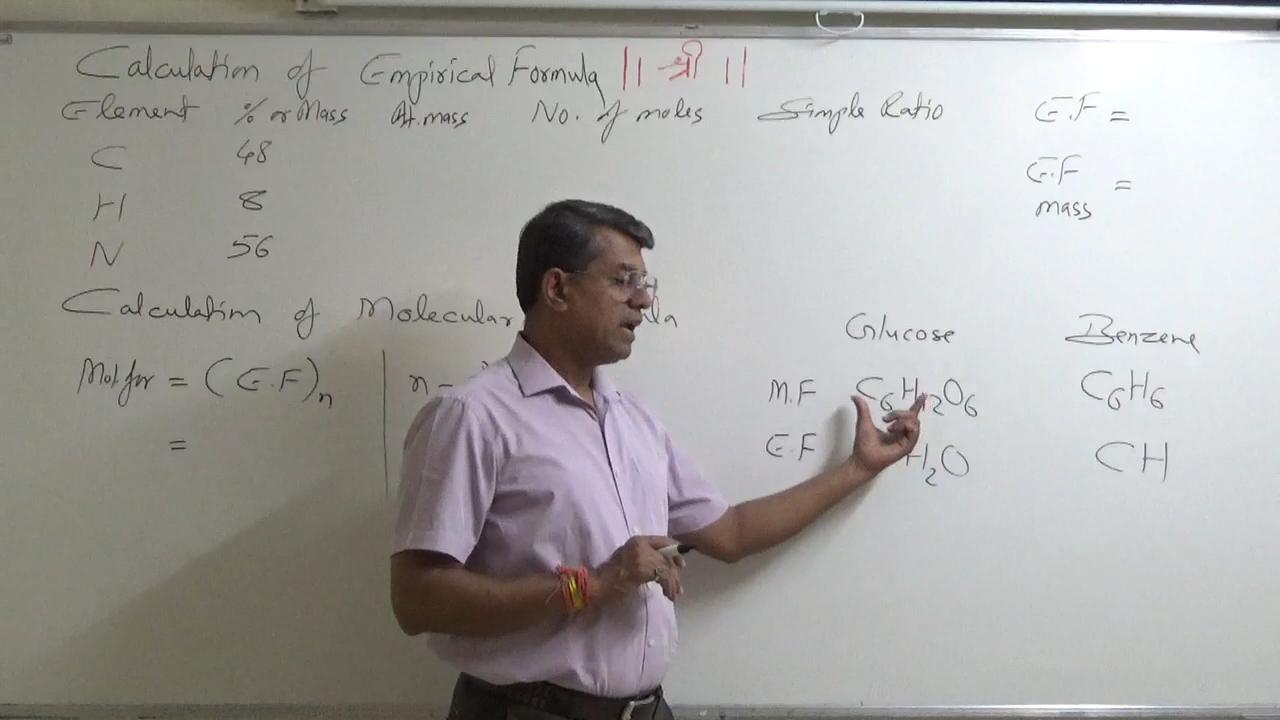 Calculation of Empirical Formula || श्री ||
Element % or Mass At. mass No. of moles Simple Ratio E.F =
C 48
E.F mass =
H 8
N 56
Calculation of Molecular
Glucose Benzene
Mol. for = (E.F)n n =
M.F C6H12O6 C6H6
= E.F H2O CH